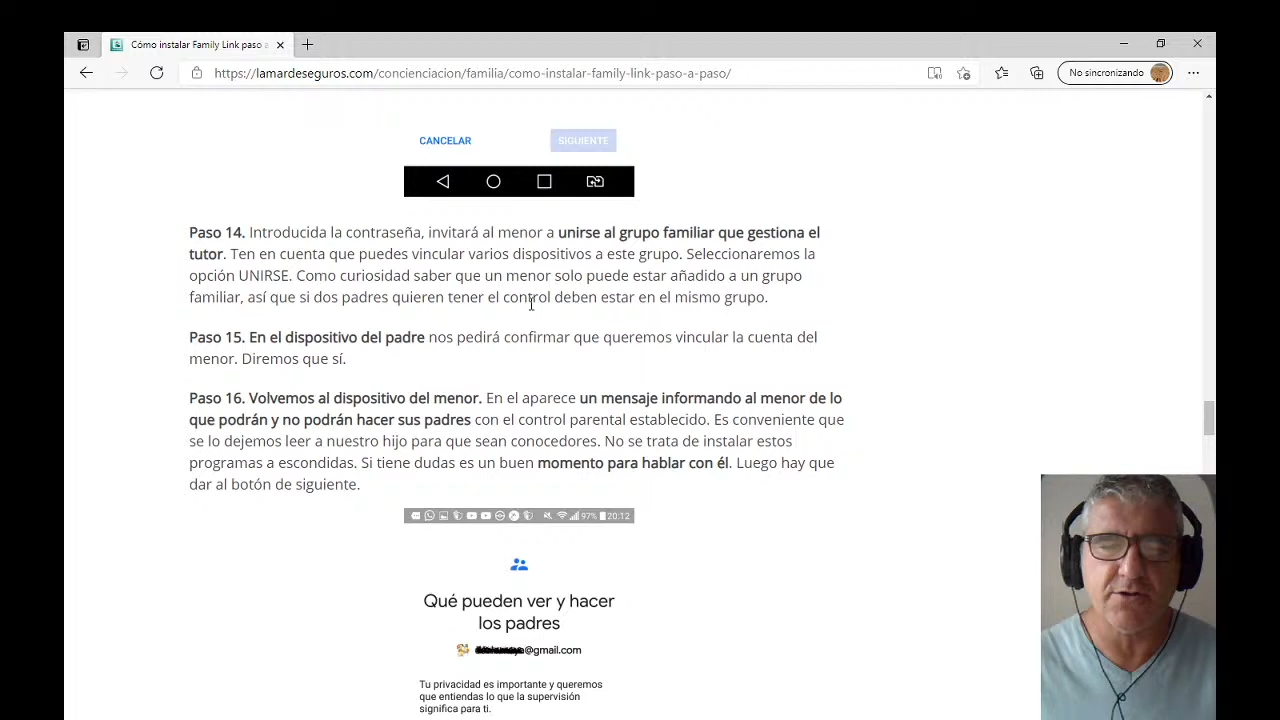 Cómo instalar Family Link paso a
https://lamardeseguros.com/concienciacion/familia/como-instalar-family-link-paso-a-paso/
No sincronizando
CANCELAR
SIGUIENTE
Paso 14. Introducida la contraseña, invitará al menor a unirse al grupo familiar que gestiona el
tutor. Ten en cuenta que puedes vincular varios dispositivos a este grupo. Seleccionaremos la
opción UNIRSE. Como curiosidad saber que un menor solo puede estar añadido a un grupo
familiar, así que si dos padres quieren tener el control deben estar en el mismo grupo.
Paso 15. En el dispositivo del padre nos pedirá confirmar que queremos vincular la cuenta del
menor. Diremos que sí.
Paso 16. Volvemos al dispositivo del menor. En el aparece un mensaje informando al menor de lo
que podrán y no podrán hacer sus padres con el control parental establecido. Es conveniente que
se lo dejemos leer a nuestro hijo para que sean conocedores. No se trata de instalar estos
programas a escondidas. Si tiene dudas es un buen momento para hablar con él. Luego hay que
dar al botón de siguiente.
97% 20:12
Qué pueden ver y hacer
los padres
@gmail.com
Tu privacidad es importante y queremos
que entiendas lo que la supervisión
significa para ti.